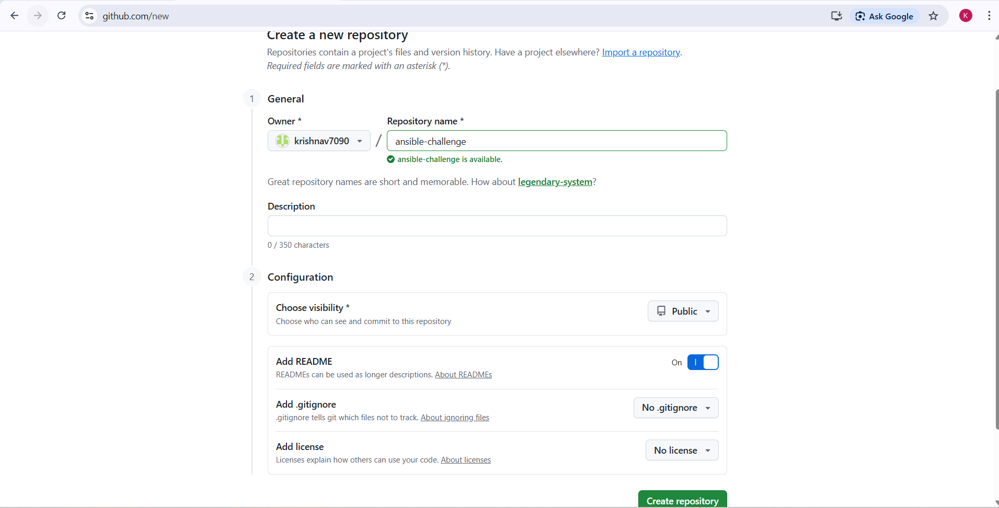 github.com/new
Ask Google
K
Create a new repository
Repositories contain a project's files and version history. Have a project elsewhere? Import a repository.
Required fields are marked with an asterisk (*).
1 General
Owner * Repository name *
krishnav7090 / ansible-challenge
ansible-challenge is available.
Great repository names are short and memorable. How about legendary-system?
Description
0 / 350 characters
2 Configuration
Choose visibility *
Choose who can see and commit to this repository
Public
Add README
READMEs can be used as longer descriptions. About READMEs
On
Add .gitignore
.gitignore tells git which files not to track. About ignoring files
No .gitignore
Add license
Licenses explain how others can use your code. About licenses
No license
Create repository